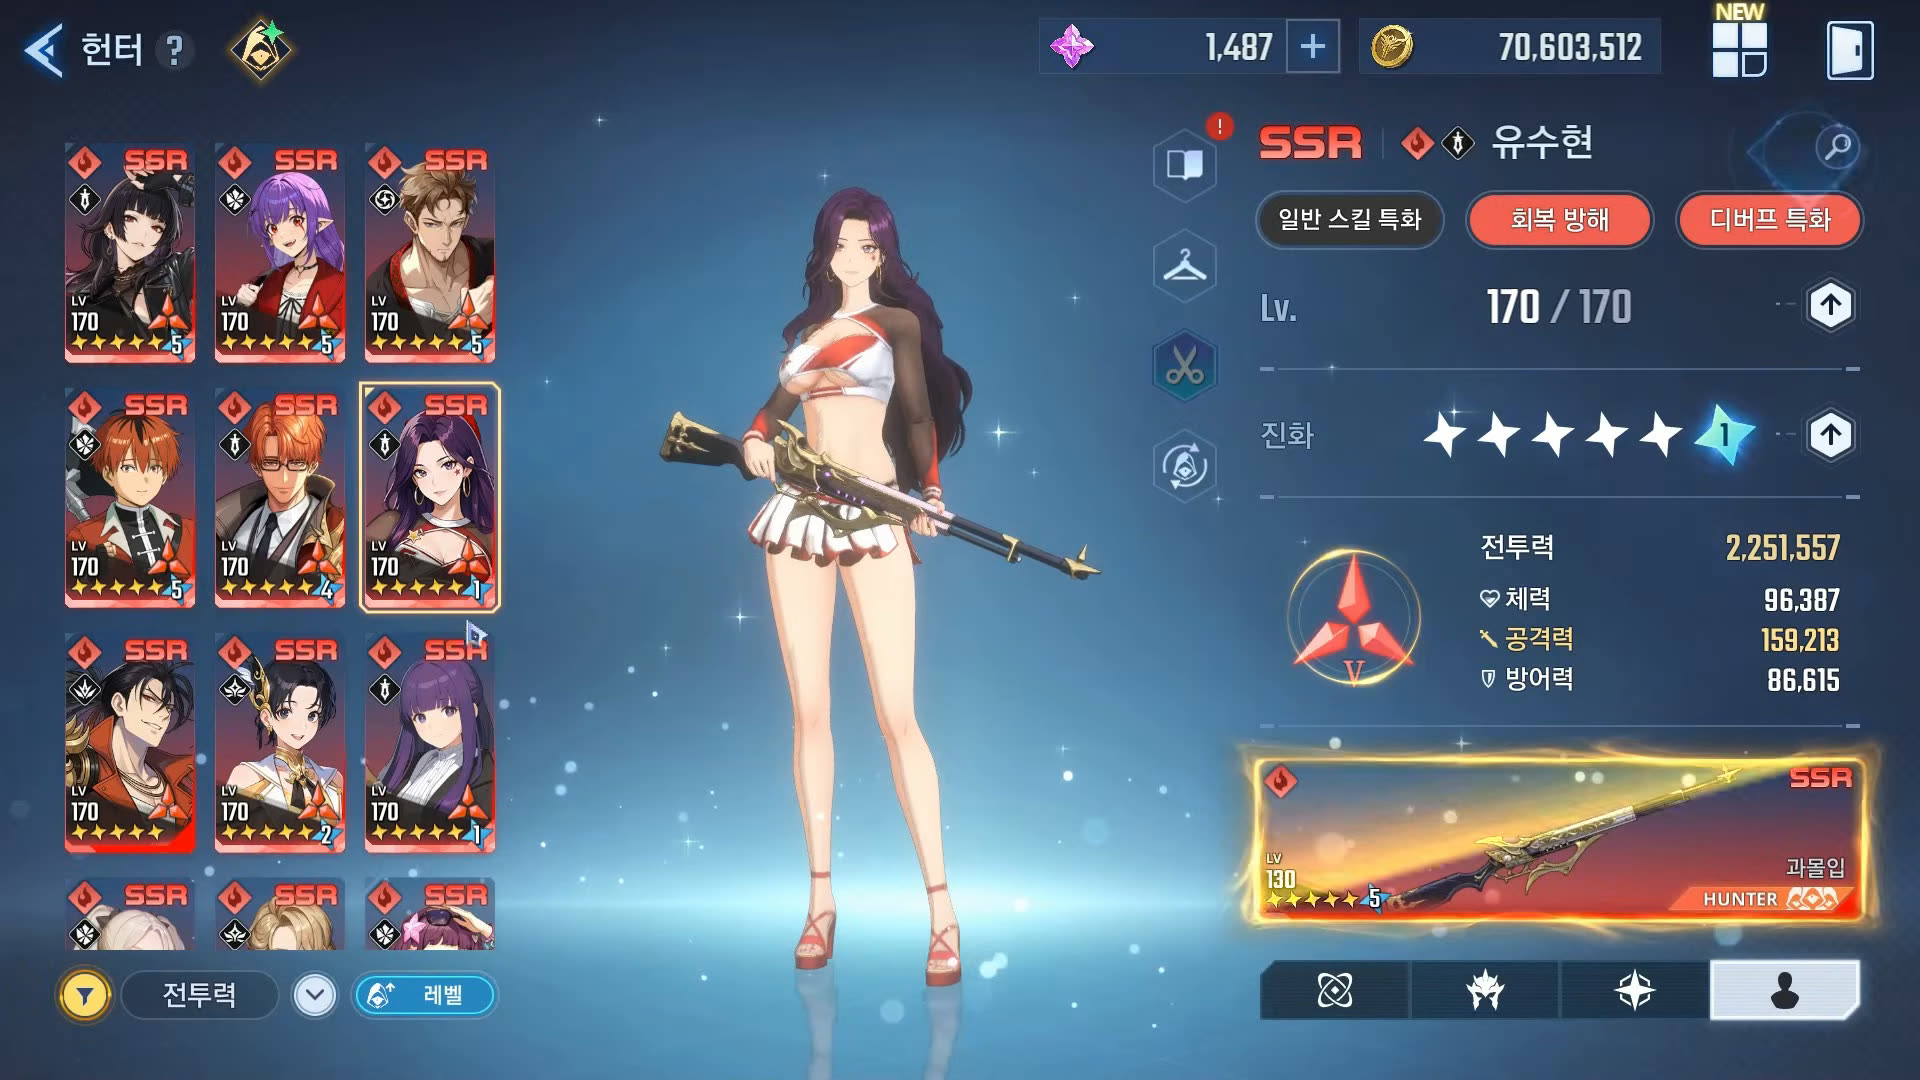 헌터 ?
1,487 +
70,603,512
NEW
SSR
LV
170
5
SSR
LV
170
5
SSR
LV
170
5
SSR
LV
170
5
SSR
LV
170
4
SSR
LV
170
1
SSR
LV
170
SSR
LV
170
2
SSR
LV
170
1
SSR
SSR
SSR
전투력
레벨
!
SSR 유수현
일반 스킬 특화
회복 방해
디버프 특화
Lv. 170 / 170
진화 1
V
전투력 2,251,557
체력 96,387
공격력 159,213
방어력 86,615
SSR
LV
130
5
과몰입
HUNTER